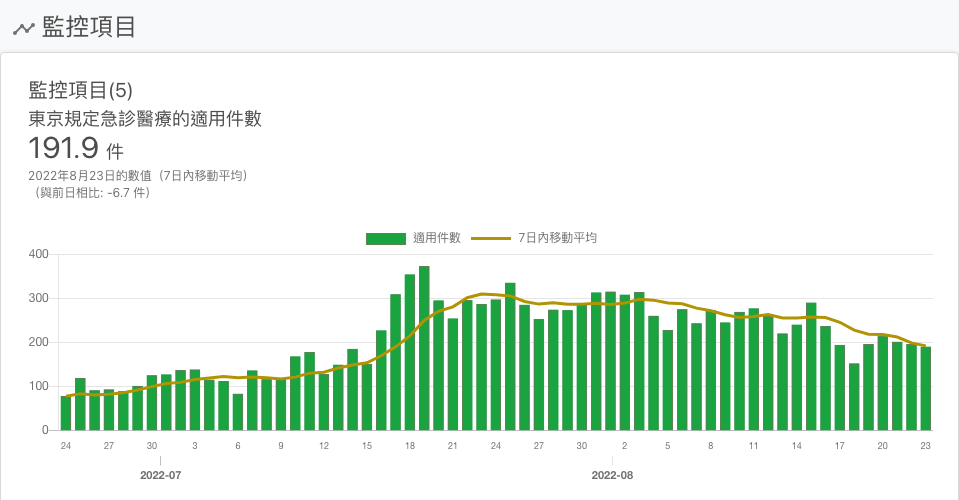 監控項目
監控項目(5)
東京規定急診醫療的適用件數
191.9 件
2022年8月23日的數值（7日內移動平均）
（與前日相比: -6.7 件）
適用件數 7日內移動平均
400
300
200
100
0
24 27 30 3 6 9 12 15 18 21 24 27 30 2 5 8 11 14 17 20 23
2022-07 2022-08